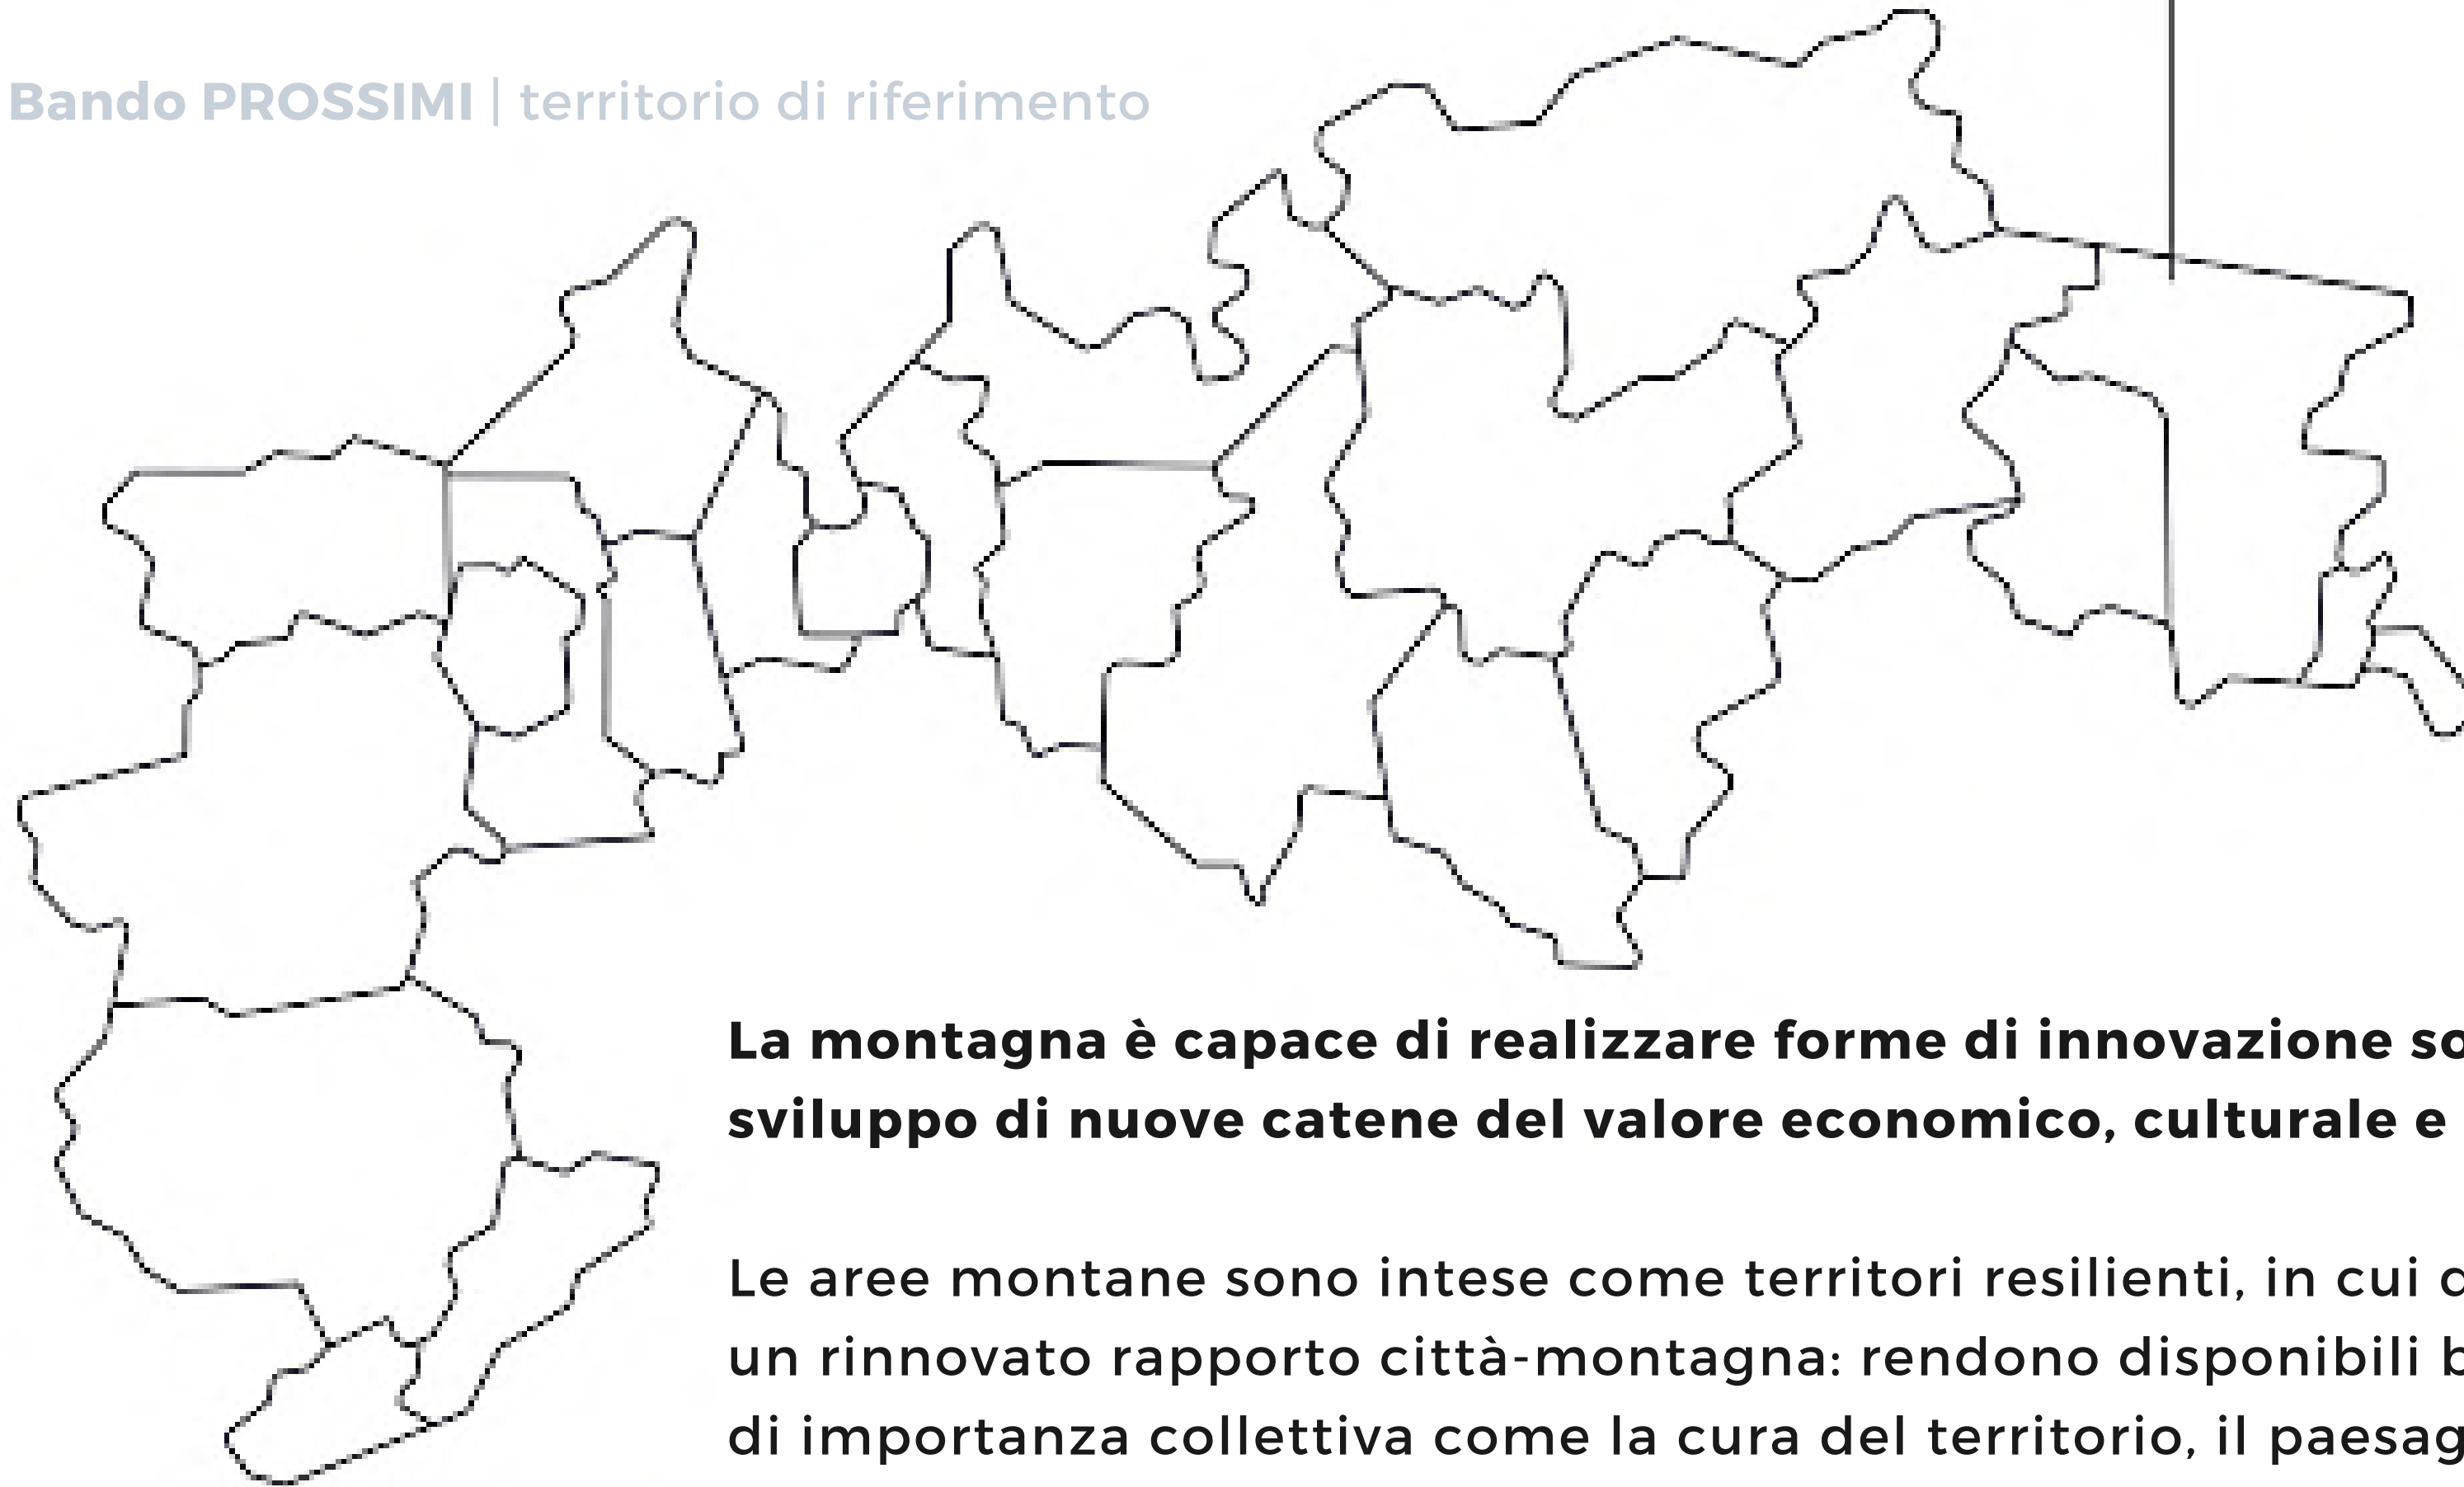 Bando PROSSIMI | territorio di riferimento
La montagna è capace di realizzare forme di innovazione
sviluppo di nuove catene del valore economico, culturale e
Le aree montane sono intese come territori resilienti, in cui
un rinnovato rapporto città-montagna: rendono disponibili
di importanza collettiva come la cura del territorio, il